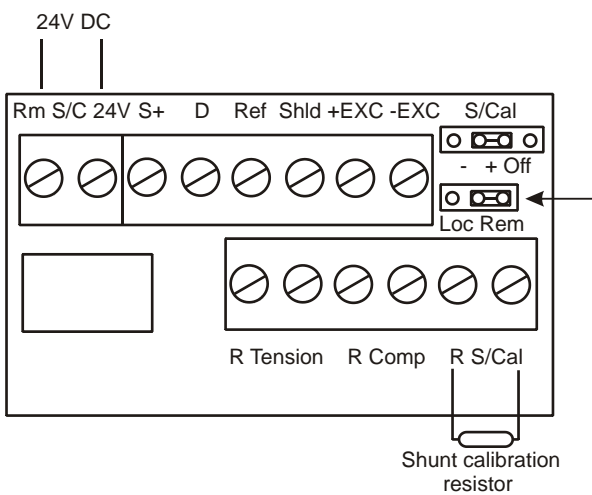 24V DC
Rm S/C 24V S+ D Ref Shld +EXC -EXC S/Cal
- + Off
Loc Rem
R Tension R Comp R S/Cal
Shunt calibration
resistor